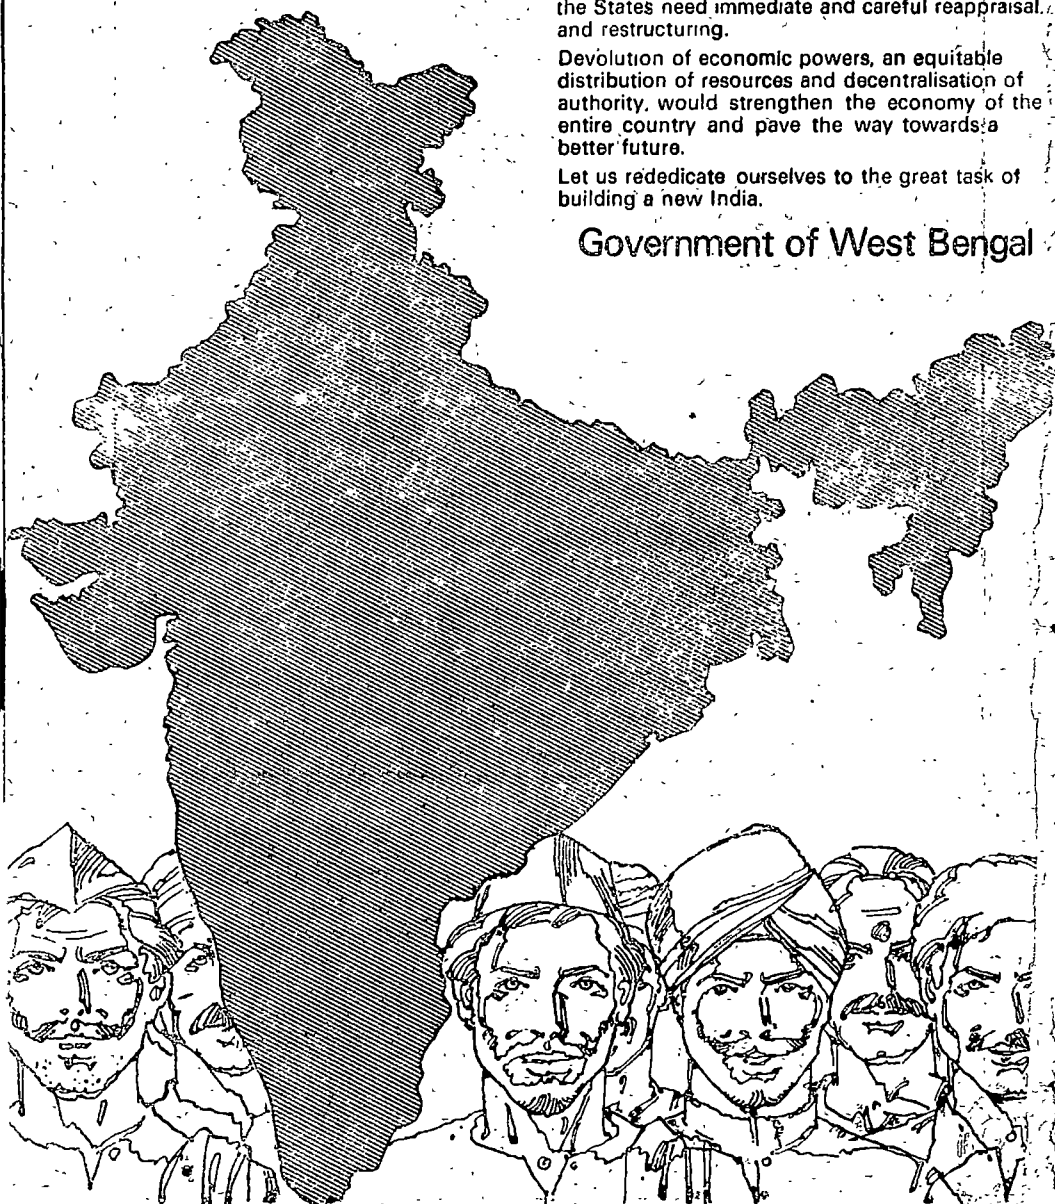 the States need immediate and careful reappraisal
and restructuring.
Devolution of economic powers, an equitable
distribution of resources and decentralisation of
authority, would strengthen the economy of the
entire country and pave the way towards a
better future.
Let us rededicate ourselves to the great task of
building a new India.
Government of West Bengal